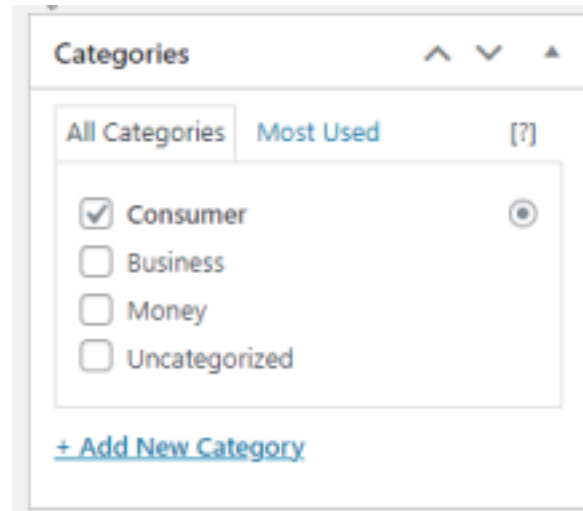 Categories
All Categories Most Used [?]
Consumer
Business
Money
Uncategorized
+ Add New Category